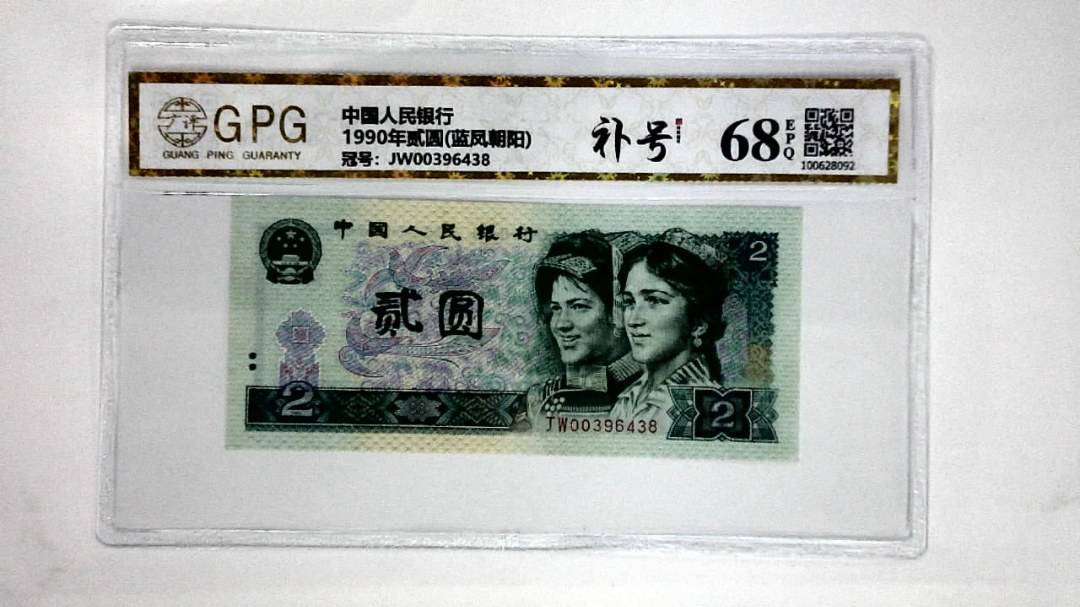 广评
GPG
GUANG PING GUARANTY
中国人民银行
1990年贰圆(蓝凤朝阳)
冠号: JW00396438
补号
68
EPQ
100628092
中国人民银行
贰圆
2
2
JW00396438
2